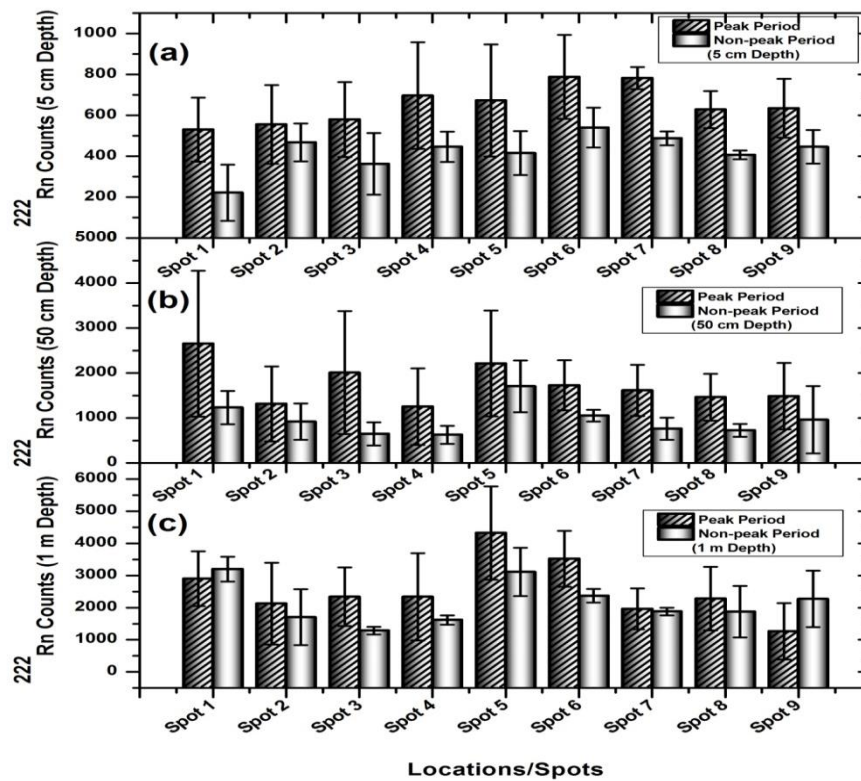 (a)
Peak Period
Non-peak Period
(5 cm Depth)
222 Rn Counts (5 cm Depth)
1000
800
600
400
200
5000
Spot 1 Spot 2 Spot 3 Spot 4 Spot 5 Spot 6 Spot 7 Spot 8 Spot 9
(b)
Peak Period
Non-peak Period
(50 cm Depth)
222 Rn Counts (50 cm Depth)
4000
3000
2000
1000
0
Spot 1 Spot 2 Spot 3 Spot 4 Spot 5 Spot 6 Spot 7 Spot 8 Spot 9
6000
(c)
Peak Period
Non-peak Period
(1 m Depth)
222 Rn Counts (1 m Depth)
5000
4000
3000
2000
1000
0
Spot 1 Spot 2 Spot 3 Spot 4 Spot 5 Spot 6 Spot 7 Spot 8 Spot 9
Locations/Spots